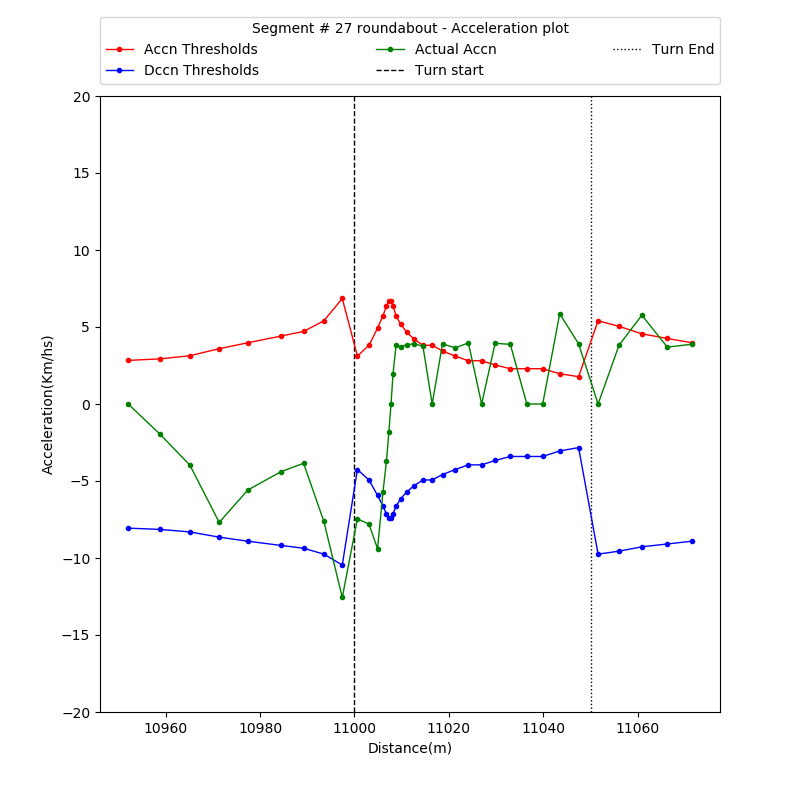 Segment # 27 roundabout - Acceleration plot
Accn Thresholds
Dccn Thresholds
Actual Accn
Turn start
Turn End
20
15
10
5
0
−5
−10
−15
−20
Acceleration(Km/hs)
10960 10980 11000 11020 11040 11060
Distance(m)